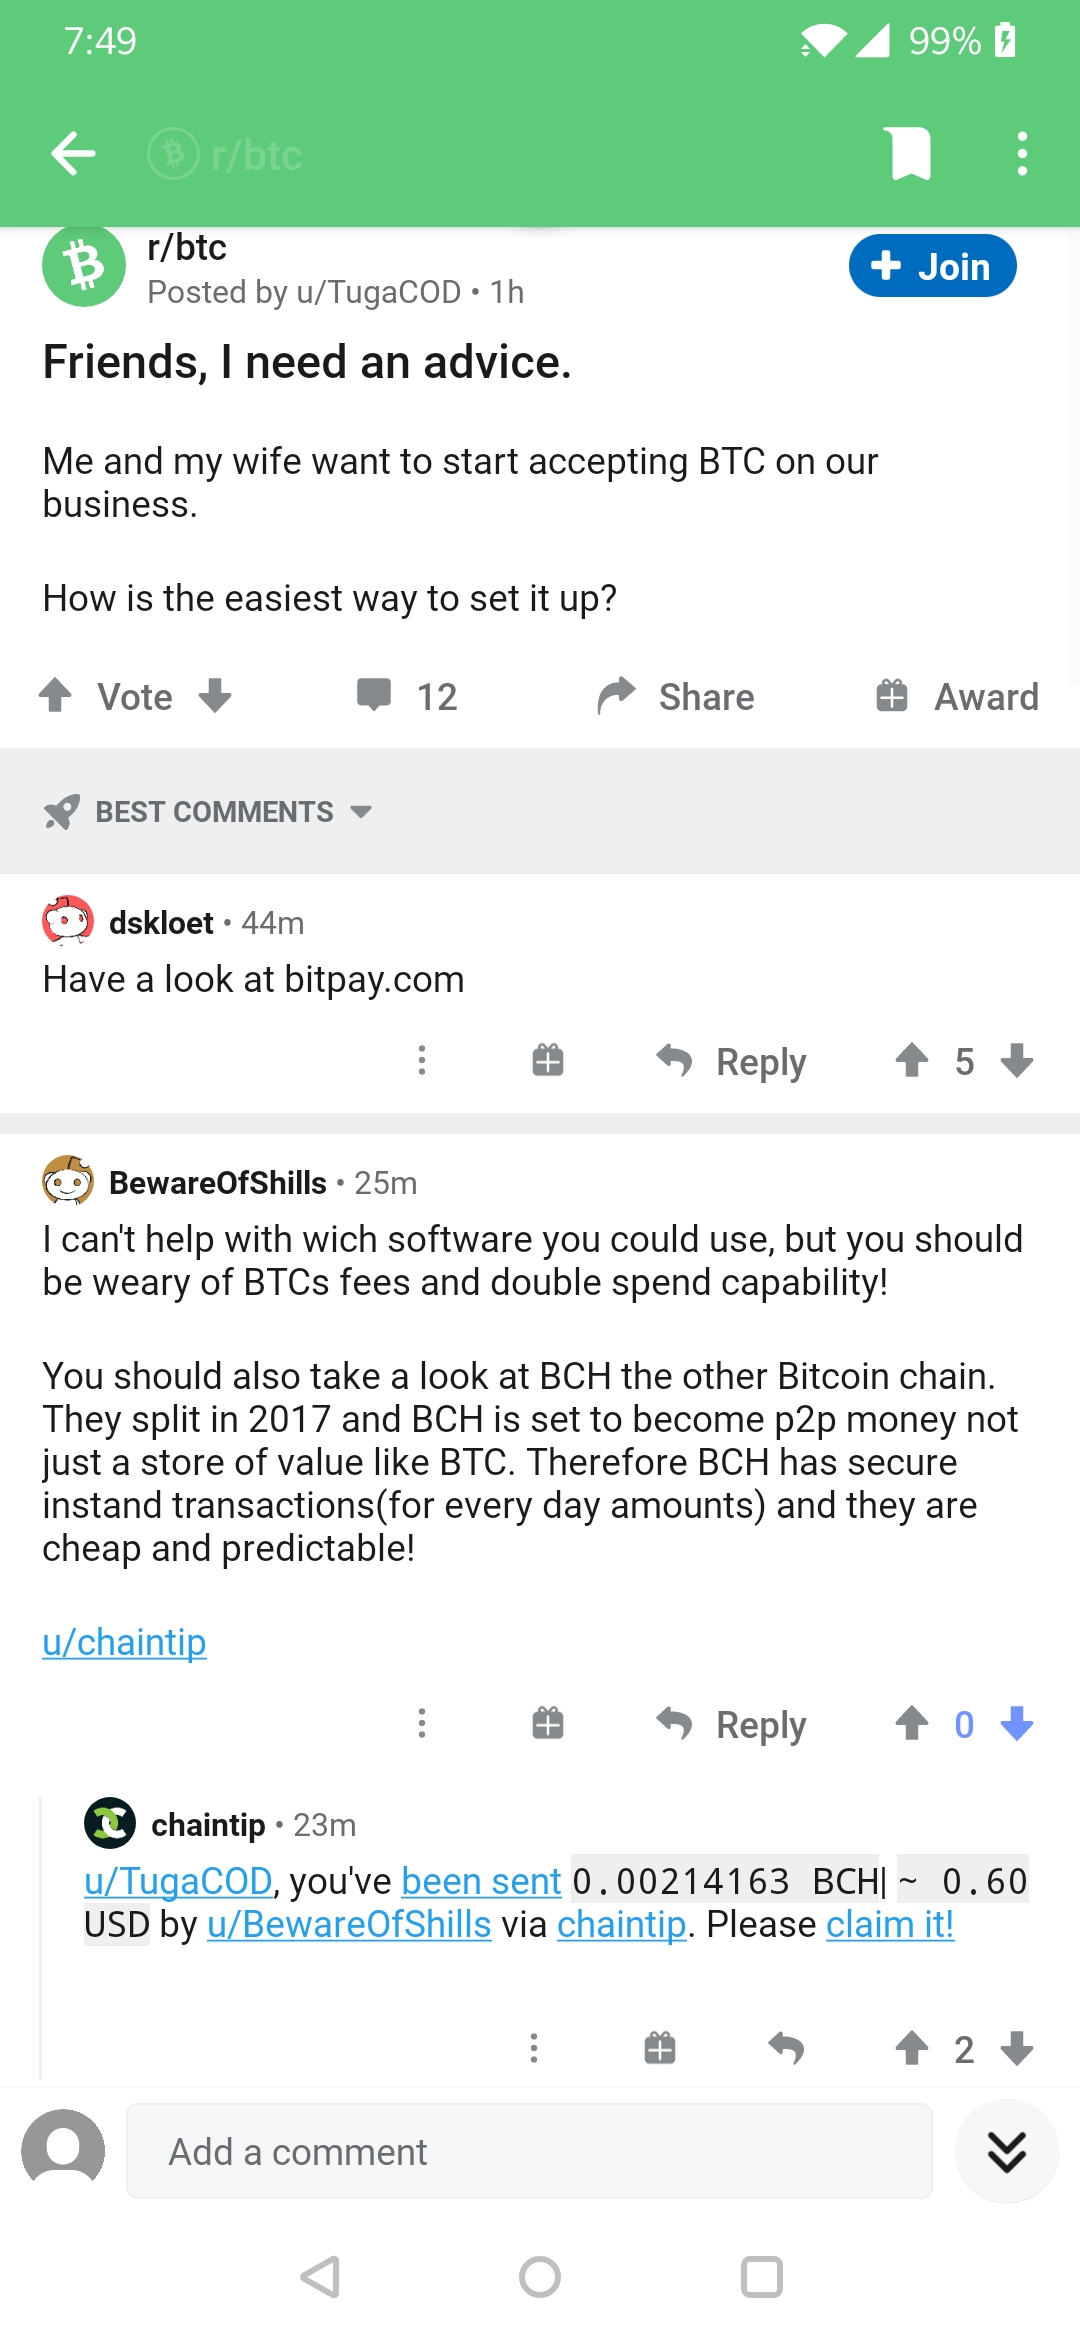 7:49
99%
r/btc
r/btc
Posted by u/TugaCOD • 1h
Join
Friends, I need an advice.
Me and my wife want to start accepting BTC on our
business.
How is the easiest way to set it up?
Vote
12
Share
Award
BEST COMMENTS
dskloet • 44m
Have a look at bitpay.com
Reply
5
BewareOfShills • 25m
I can't help with wich software you could use, but you should
be weary of BTCs fees and double spend capability!
You should also take a look at BCH the other Bitcoin chain.
They split in 2017 and BCH is set to become p2p money not
just a store of value like BTC. Therefore BCH has secure
instand transactions(for every day amounts) and they are
cheap and predictable!
u/chaintip
Reply
0
chaintip • 23m
u/TugaCOD, you've been sent 0.00214163 BCH| ~ 0.60
USD by u/BewareOfShills via chaintip. Please claim it!
2
Add a comment